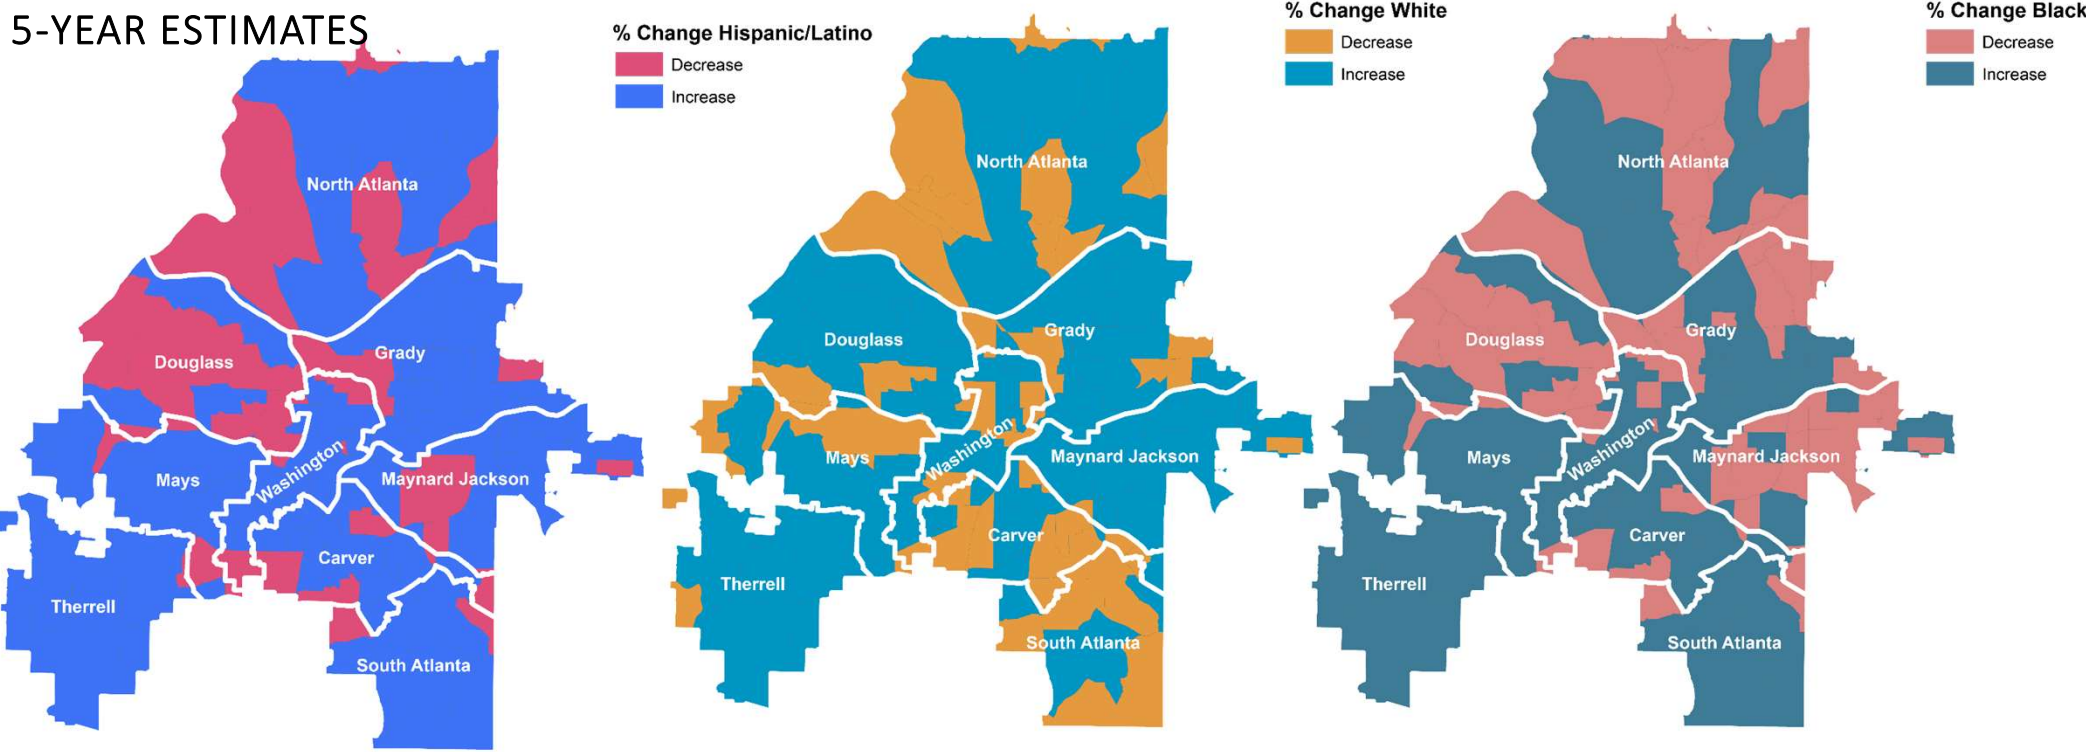 5-YEAR ESTIMATES
% Change Hispanic/Latino
Decrease
Increase
North Atlanta
Douglass
Grady
Mays
Washington
Maynard Jackson
Carver
Therrell
South Atlanta
% Change White
Decrease
Increase
North Atlanta
Douglass
Grady
Mays
Washington
Maynard Jackson
Carver
Therrell
South Atlanta
% Change Black
Decrease
Increase
North Atlanta
Douglass
Grady
Mays
Washington
Maynard Jackson
Carver
Therrell
South Atlanta